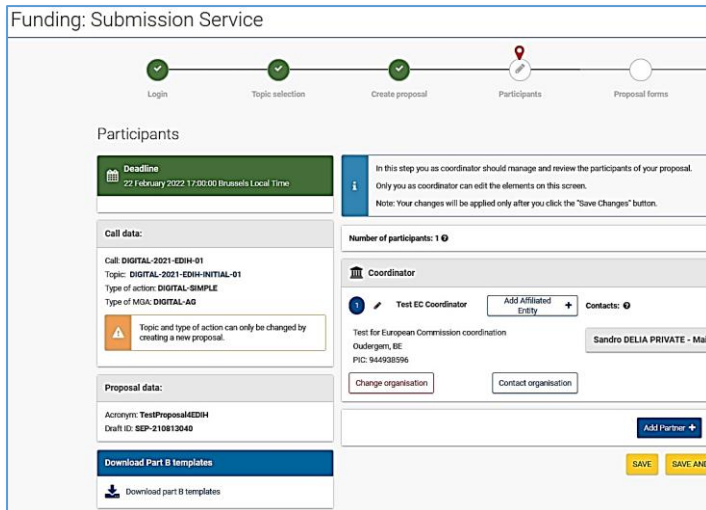 Funding: Submission Service
Login
Topic selection
Create proposal
Participants
Proposal forms
Participants
Deadline
22 February 2022 17:00:00 Brussels Local Time
Call data:
Call: DIGITAL-2021-EDIH-01
Topic: DIGITAL-2021-EDIH-INITIAL-01
Type of action: DIGITAL-SIMPLE
Type of MGA: DIGITAL-AG
Topic and type of action can only be changed by
creating a new proposal.
Proposal data:
Acronym: TestProposal4EDIH
Draft ID: SEP-210813040
Download Part B templates
Download part B templates
In this step you as coordinator should manage and review the participants of your proposal.
Only you as coordinator can edit the elements on this screen.
Note: Your changes will be applied only after you click the "Save Changes" button.
Number of participants: 1
Coordinator
1 Test EC Coordinator
Add Affiliated
Entity +
Contacts:
Test for European Commission coordination
Oudergem, BE
PIC: 944938596
Sandro DELIA PRIVATE - Mai
Change organisation
Contact organisation
Add Partner +
SAVE
SAVE AND